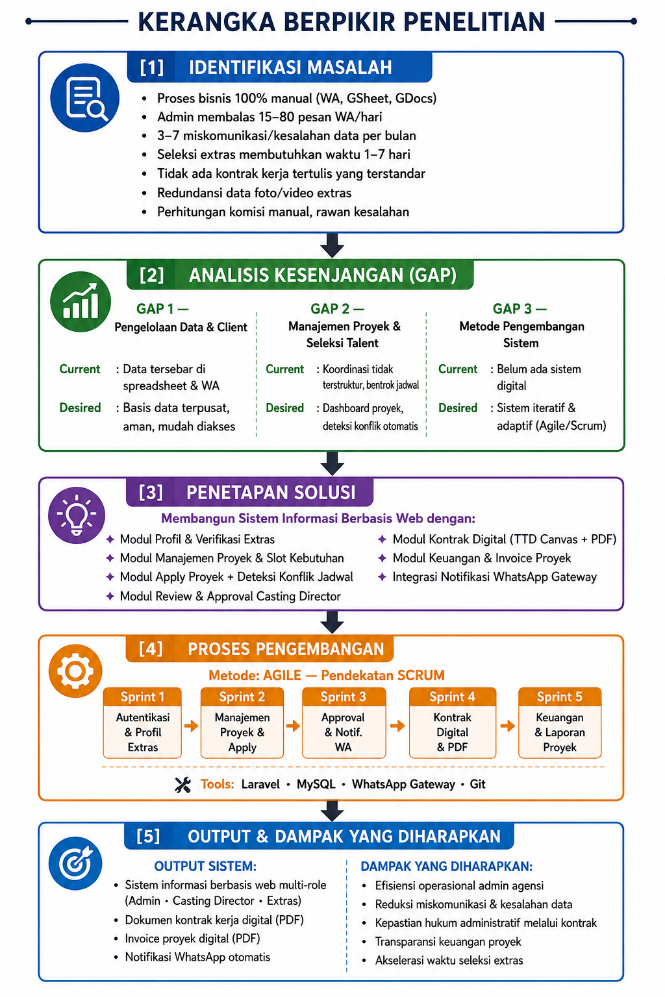 KERANGKA BERPIKIR PENELITIAN
[1] IDENTIFIKASI MASALAH
• Proses bisnis 100% manual (WA, GSheet, GDocs)
• Admin membalas 15–80 pesan WA/hari
• 3–7 miskomunikasi/kesalahan data per bulan
• Seleksi extras membutuhkan waktu 1–7 hari
• Tidak ada kontrak kerja tertulis yang terstandar
• Redundansi data foto/video extras
• Perhitungan komisi manual, rawan kesalahan
[2] ANALISIS KESENJANGAN (GAP)
GAP 1 —
Pengelolaan Data & Client
Current : Data tersebar di
spreadsheet & WA
Desired : Basis data terpusat,
aman, mudah diakses
GAP 2 —
Manajemen Proyek &
Seleksi Talent
Current : Koordinasi tidak
terstruktur, bentrok jadwal
Desired : Dashboard proyek,
deteksi konflik otomatis
GAP 3 —
Metode Pengembangan
Sistem
Current : Belum ada sistem
digital
Desired : Sistem iteratif &
adaptif (Agile/Scrum)
[3] PENETAPAN SOLUSI
Membangun Sistem Informasi Berbasis Web dengan:
✦ Modul Profil & Verifikasi Extras
✦ Modul Manajemen Proyek & Slot Kebutuhan
✦ Modul Apply Proyek + Deteksi Konflik Jadwal
✦ Modul Review & Approval Casting Director
✦ Modul Kontrak Digital (TTD Canvas + PDF)
✦ Modul Keuangan & Invoice Proyek
✦ Integrasi Notifikasi WhatsApp Gateway
[4] PROSES PENGEMBANGAN
Metode: AGILE — Pendekatan SCRUM
Sprint 1
Autentikasi
& Profil
Extras
Sprint 2
Manajemen
Proyek &
Apply
Sprint 3
Approval
& Notif.
WA
Sprint 4
Kontrak
Digital
& PDF
Sprint 5
Keuangan
& Laporan
Proyek
Tools: Laravel • MySQL • WhatsApp Gateway • Git
[5] OUTPUT & DAMPAK YANG DIHARAPKAN
OUTPUT SISTEM:
• Sistem informasi berbasis web multi-role
(Admin • Casting Director • Extras)
• Dokumen kontrak kerja digital (PDF)
• Invoice proyek digital (PDF)
• Notifikasi WhatsApp otomatis
DAMPAK YANG DIHARAPKAN:
• Efisiensi operasional admin agensi
• Reduksi miskomunikasi & kesalahan data
• Kepastian hukum administratif melalui kontrak
• Transparansi keuangan proyek
• Akselerasi waktu seleksi extras